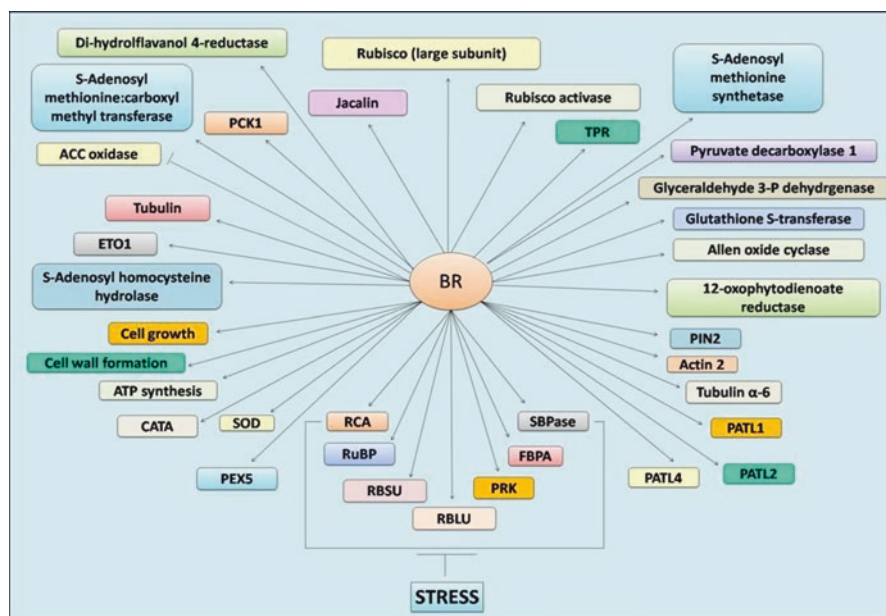 Di-hydrolflavanol 4-reductase
Rubisco (large subunit)
S-Adenosyl
methionine
synthetase
S-Adenosyl
methionine:carboxyl
methyl transferase
Jacalin
Rubisco activase
PCK1
TPR
ACC oxidase
Pyruvate decarboxylase 1
Glyceraldehyde 3-P dehydrgenase
Tubulin
Glutathione S-transferase
ETO1
Allen oxide cyclase
BR
S-Adenosyl homocysteine
hydrolase
12-oxophytodienoate
reductase
Cell growth
PIN2
Cell wall formation
Actin 2
ATP synthesis
Tubulin α-6
CATA
SOD
RCA
SBPase
PATL1
RuBP
FBPA
PEX5
RBSU
PRK
PATL4
PATL2
RBLU
STRESS